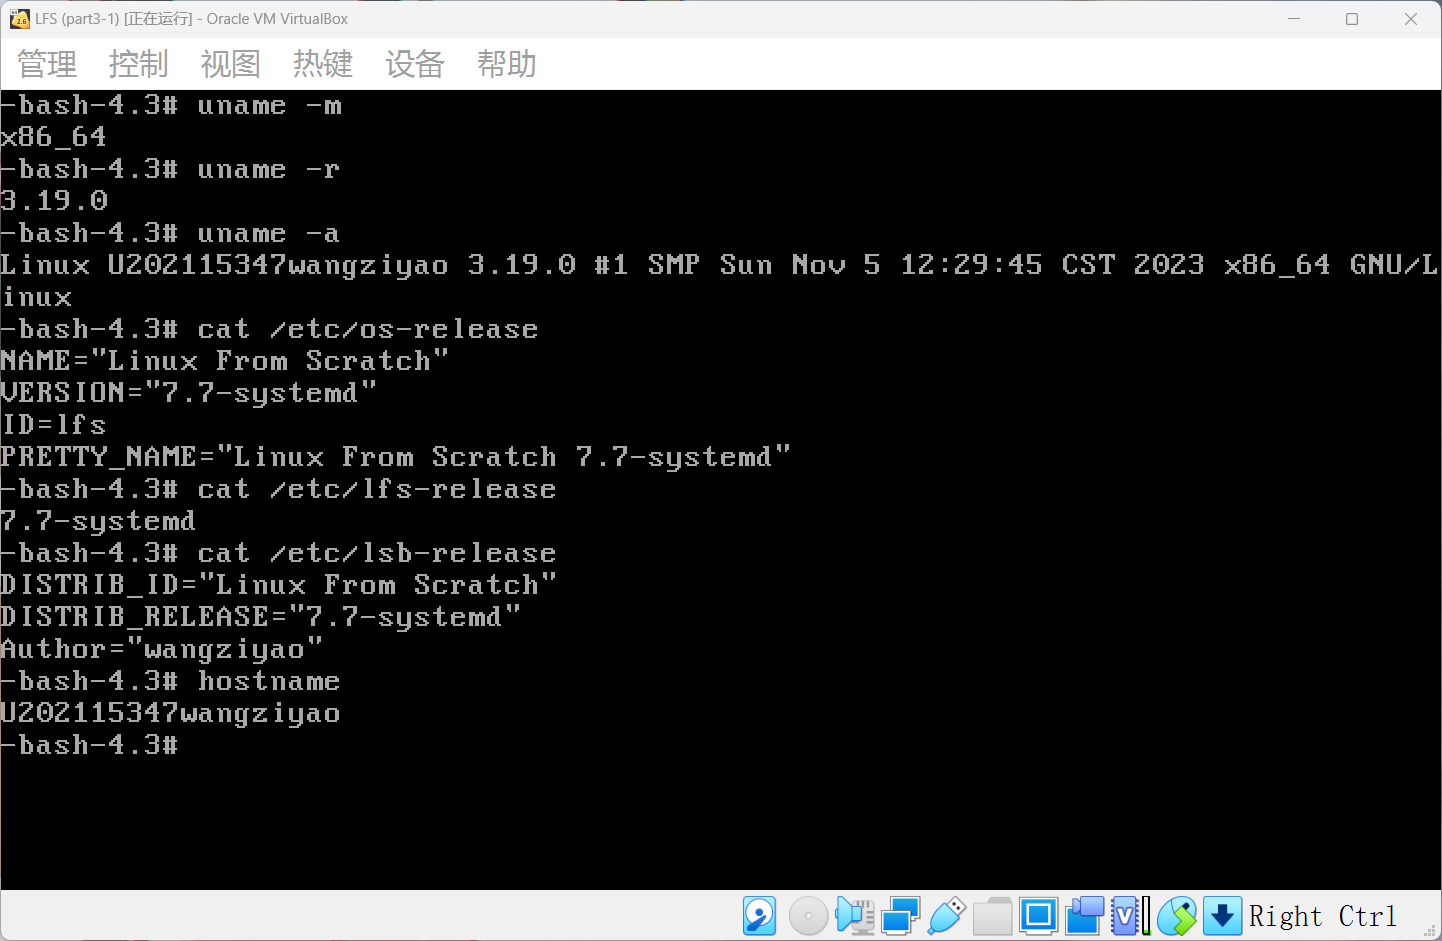 LFS (part3-1) [正在运行] - Oracle VM VirtualBox
管理 控制 视图 热键 设备 帮助
-bash-4.3# uname -m
x86_64
-bash-4.3# uname -r
3.19.0
-bash-4.3# uname -a
Linux U202115347wangziyao 3.19.0 #1 SMP Sun Nov 5 12:29:45 CST 2023 x86_64 GNU/L
inux
-bash-4.3# cat /etc/os-release
NAME="Linux From Scratch"
VERSION="7.7-systemd"
ID=lfs
PRETTY_NAME="Linux From Scratch 7.7-systemd"
-bash-4.3# cat /etc/lfs-release
7.7-systemd
-bash-4.3# cat /etc/lsb-release
DISTRIB_ID="Linux From Scratch"
DISTRIB_RELEASE="7.7-systemd"
Author="wangziyao"
-bash-4.3# hostname
U202115347wangziyao
-bash-4.3#
Right Ctrl